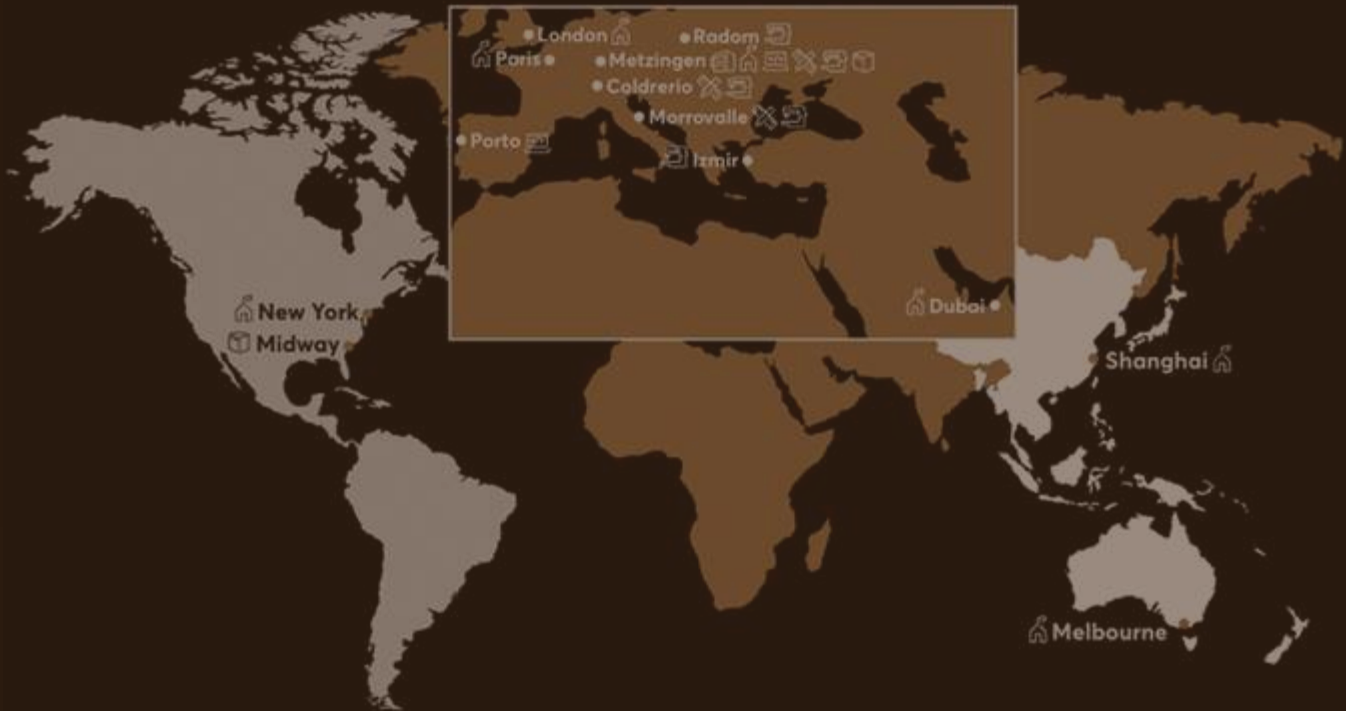 London
Radom
Paris
Metzingen
Coldrerio
Morrovalle
Porto
Izmir
Dubai
New York
Midway
Shanghai
Melbourne